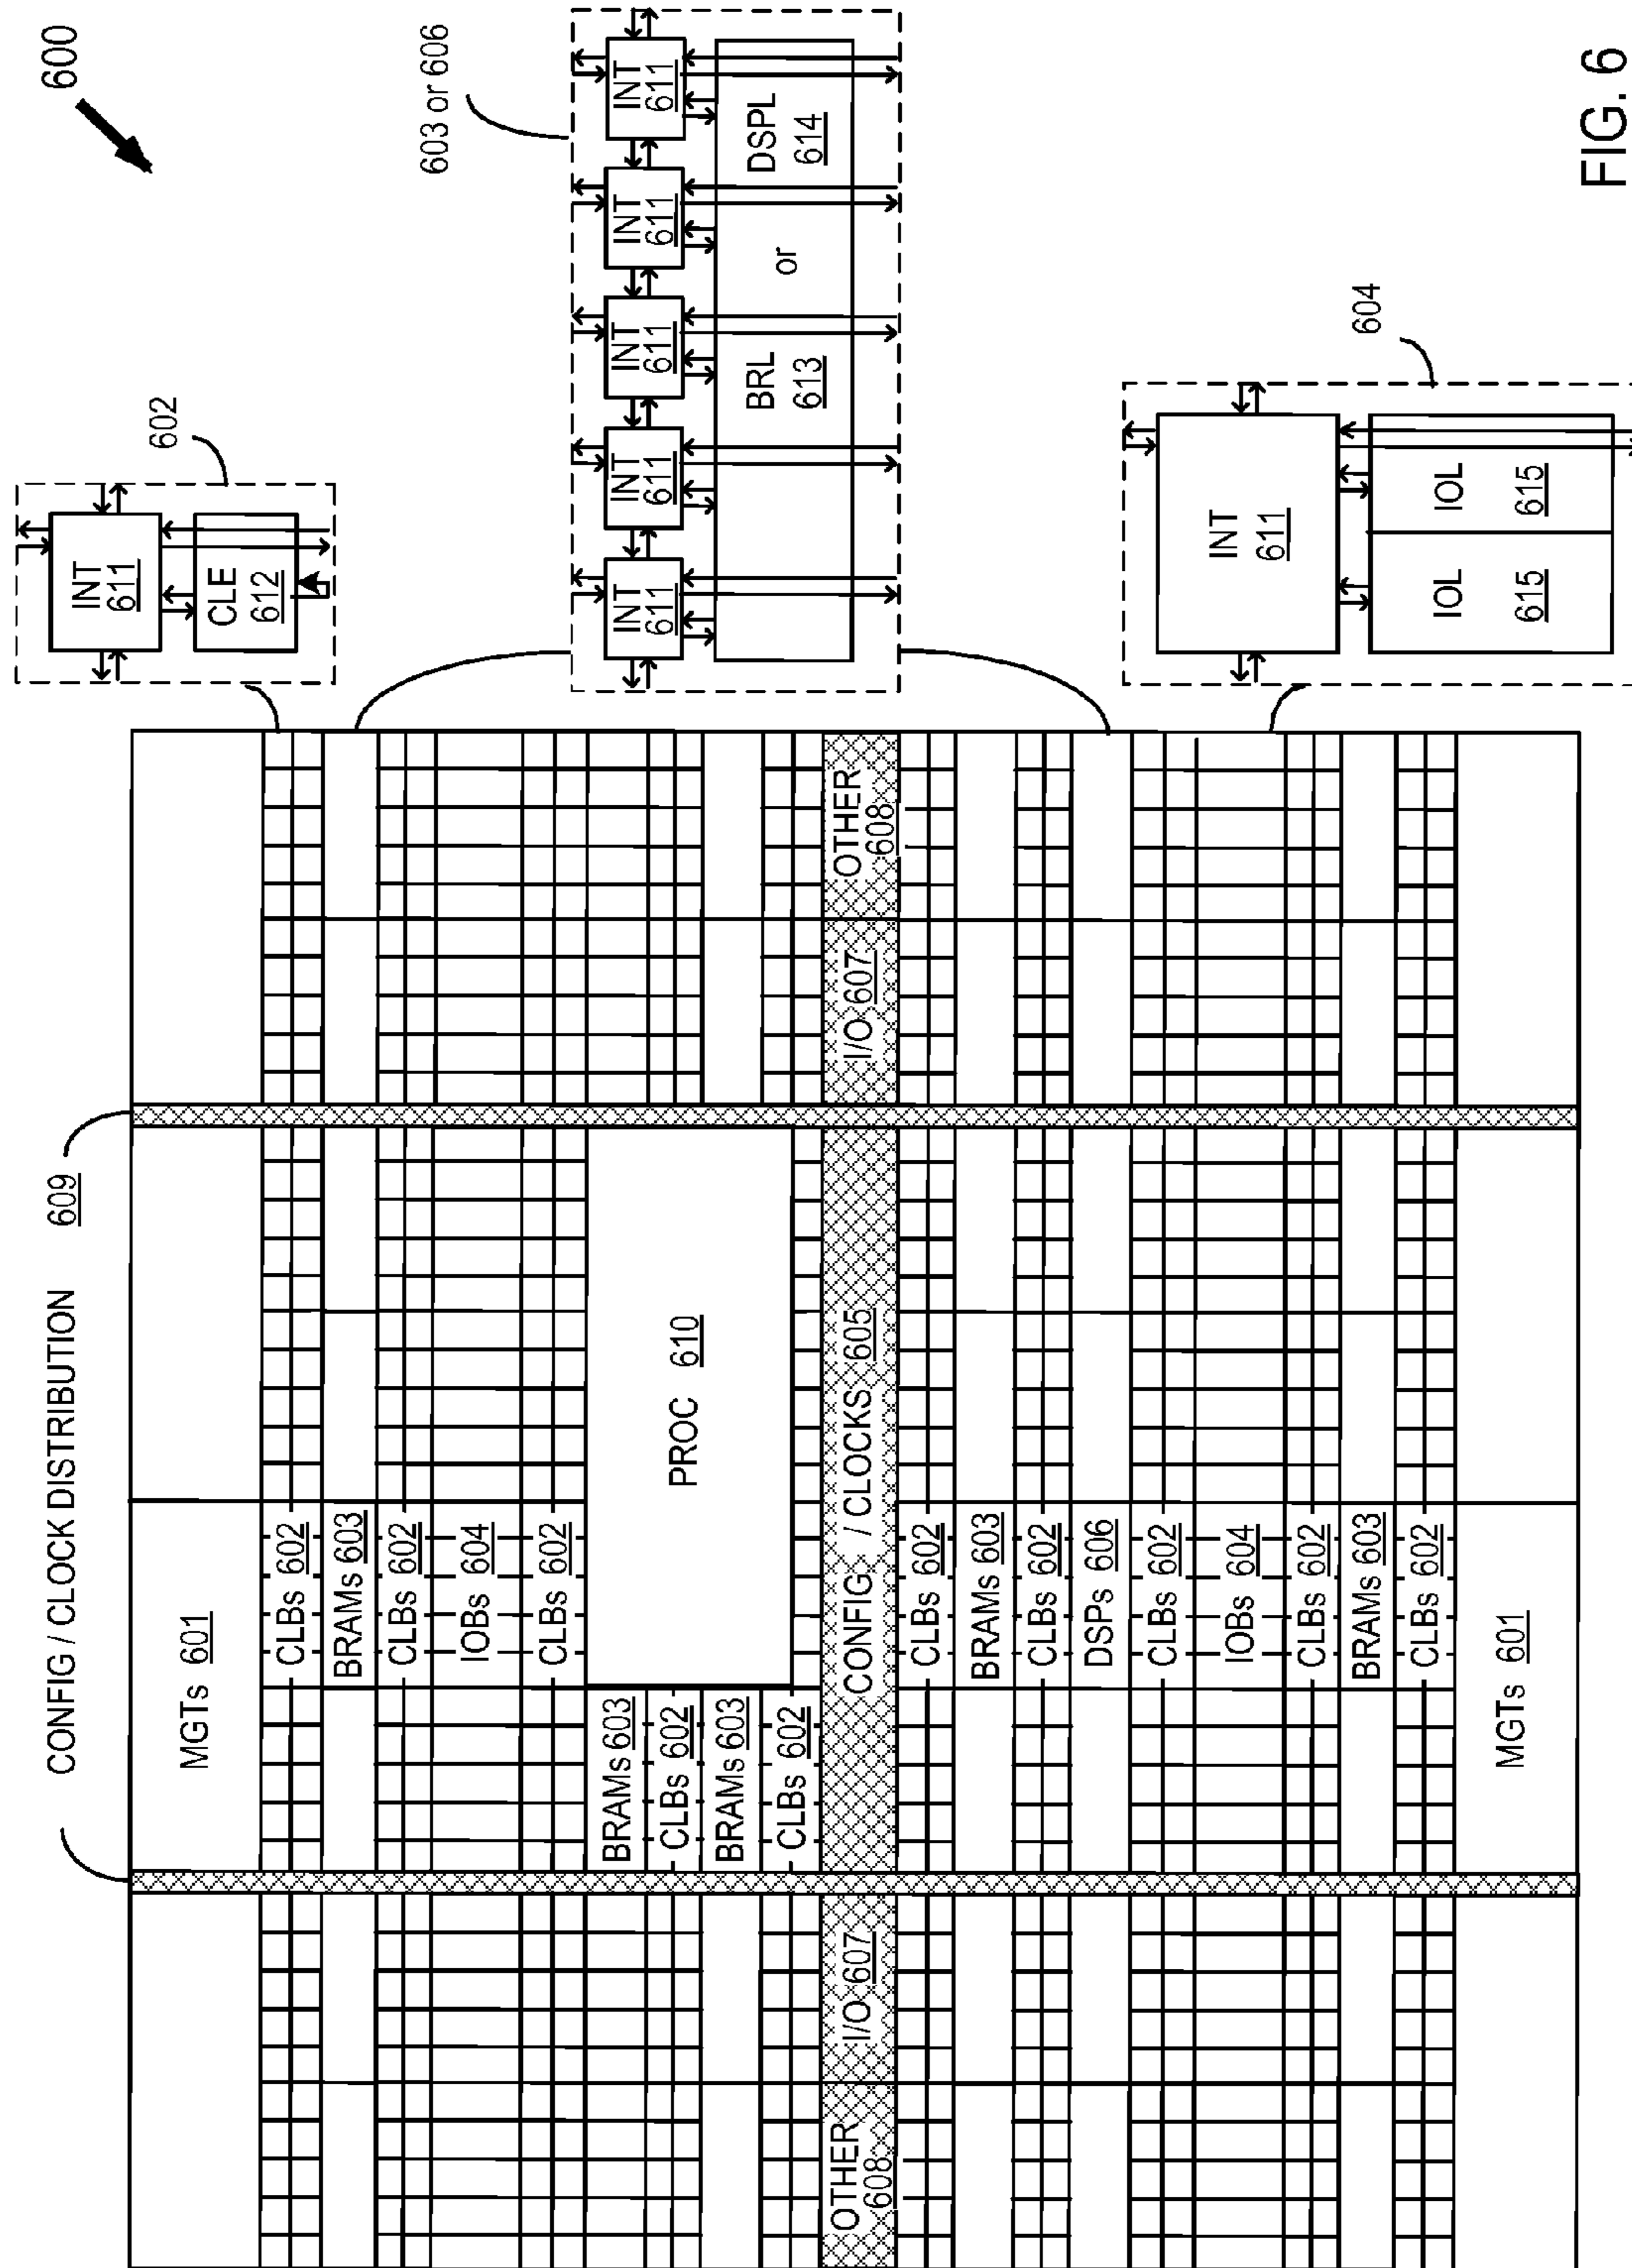 600
CONFIG / CLOCK DISTRIBUTION 609
MGTs 601
CLBs 602
BRAMs 603
CLBs 602
IOBs 604
CLBs 602
BRAMs 603
CLBs 602
BRAMs 603
CLBs 602
PROC 610
OTHER
608
I/O 607
CONFIG / CLOCKS 605
I/O 607
OTHER
608
CLBs 602
BRAMs 603
CLBs 602
DSPs 606
CLBs 602
IOBs 604
CLBs 602
BRAMs 603
CLBs 602
MGTs 601
602
INT
611
CLE
612
603 or 606
INT
611
INT
611
INT
611
INT
611
INT
611
BRL
613
or
DSPL
614
604
INT
611
IOL
615
IOL
615
FIG. 6